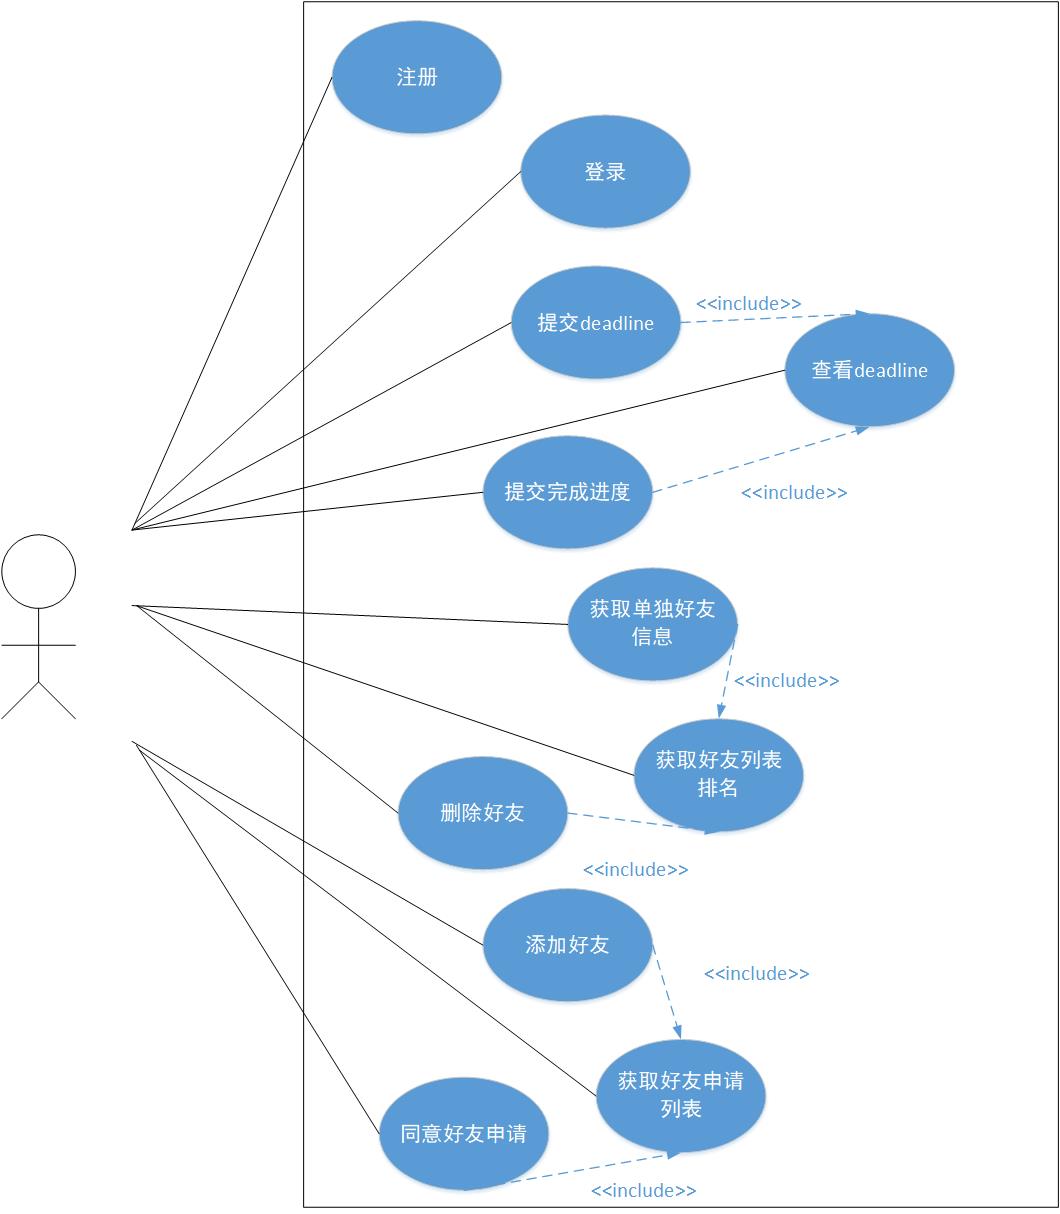 注册
登录
<<include>>
提交deadline
查看deadline
提交完成进度
<<include>>
获取单独好友
信息
<<include>>
获取好友列表
排名
删除好友
<<include>>
添加好友
<<include>>
获取好友申请
列表
同意好友申请
<<include>>